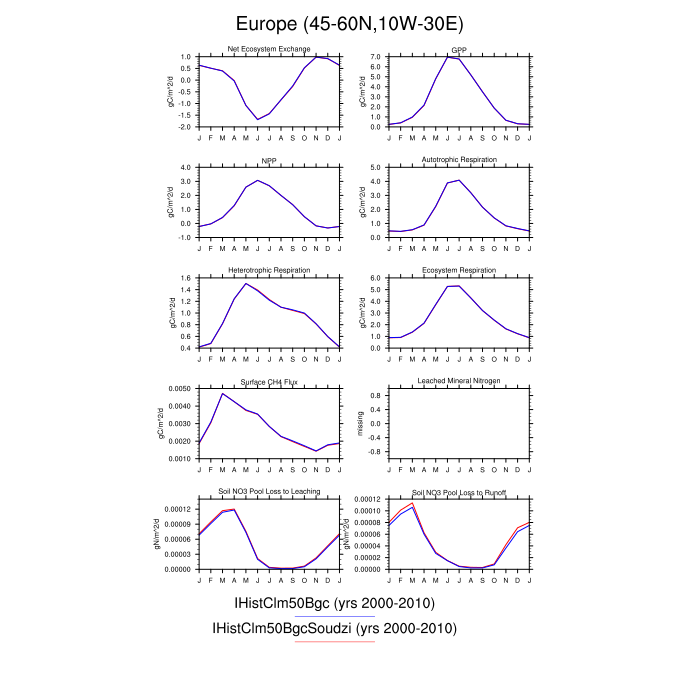 Europe (45-60N,10W-30E)
Net Ecosystem Exchange
GPP
gC/m^2/d
1.0
0.5
0.0
-0.5
-1.0
-1.5
-2.0
J F M A M J J A S O N D J
gC/m^2/d
7.0
6.0
5.0
4.0
3.0
2.0
1.0
0.0
J F M A M J J A S O N D J
NPP
Autotrophic Respiration
gC/m^2/d
4.0
3.0
2.0
1.0
0.0
-1.0
J F M A M J J A S O N D J
gC/m^2/d
5.0
4.0
3.0
2.0
1.0
0.0
J F M A M J J A S O N D J
Heterotrophic Respiration
Ecosystem Respiration
gC/m^2/d
1.6
1.4
1.2
1.0
0.8
0.6
0.4
J F M A M J J A S O N D J
gC/m^2/d
6.0
5.0
4.0
3.0
2.0
1.0
0.0
J F M A M J J A S O N D J
Surface CH4 Flux
Leached Mineral Nitrogen
gC/m^2/d
0.0050
0.0040
0.0030
0.0020
0.0010
J F M A M J J A S O N D J
missing
0.8
0.4
0.0
-0.4
-0.8
J F M A M J J A S O N D J
Soil NO3 Pool Loss to Leaching
Soil NO3 Pool Loss to Runoff
gN/m^2/d
0.00012
0.00009
0.00006
0.00003
0.00000
J F M A M J J A S O N D J
gN/m^2/d
0.00012
0.00010
0.00008
0.00006
0.00004
0.00002
0.00000
J F M A M J J A S O N D J
IHistClm50Bgc (yrs 2000-2010)
IHistClm50BgcSoudzi (yrs 2000-2010)